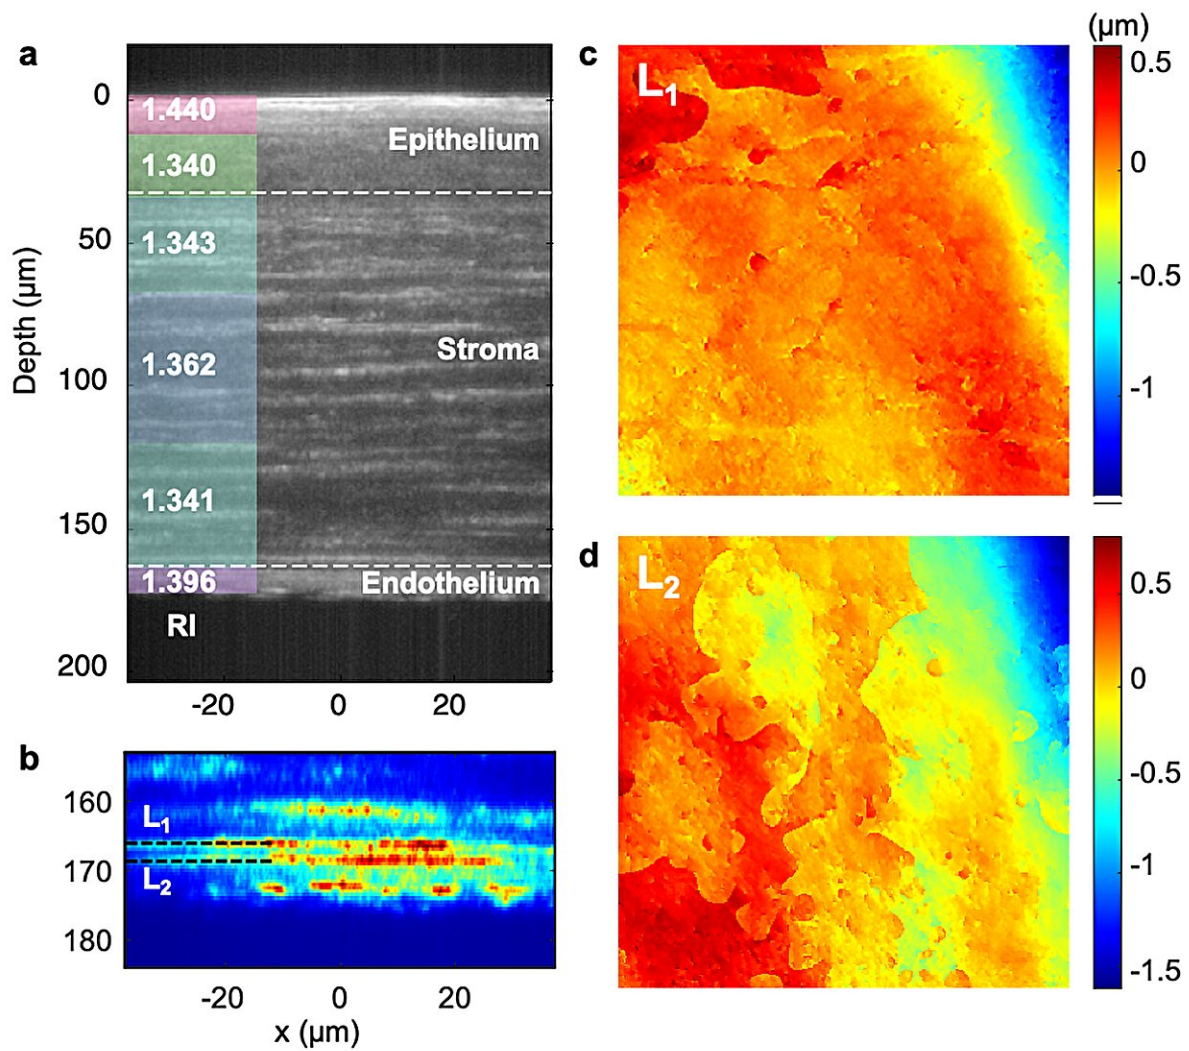 a
0
50
100
150
200
Depth (µm)
1.440
1.340
1.343
1.362
1.341
1.396
RI
Epithelium
Stroma
Endothelium
-20
0
20
b
160
170
180
L1
L2
-20
0
20
x (µm)
c
L1
(µm)
0.5
0
-0.5
-1
d
L2
0.5
0
-0.5
-1
-1.5